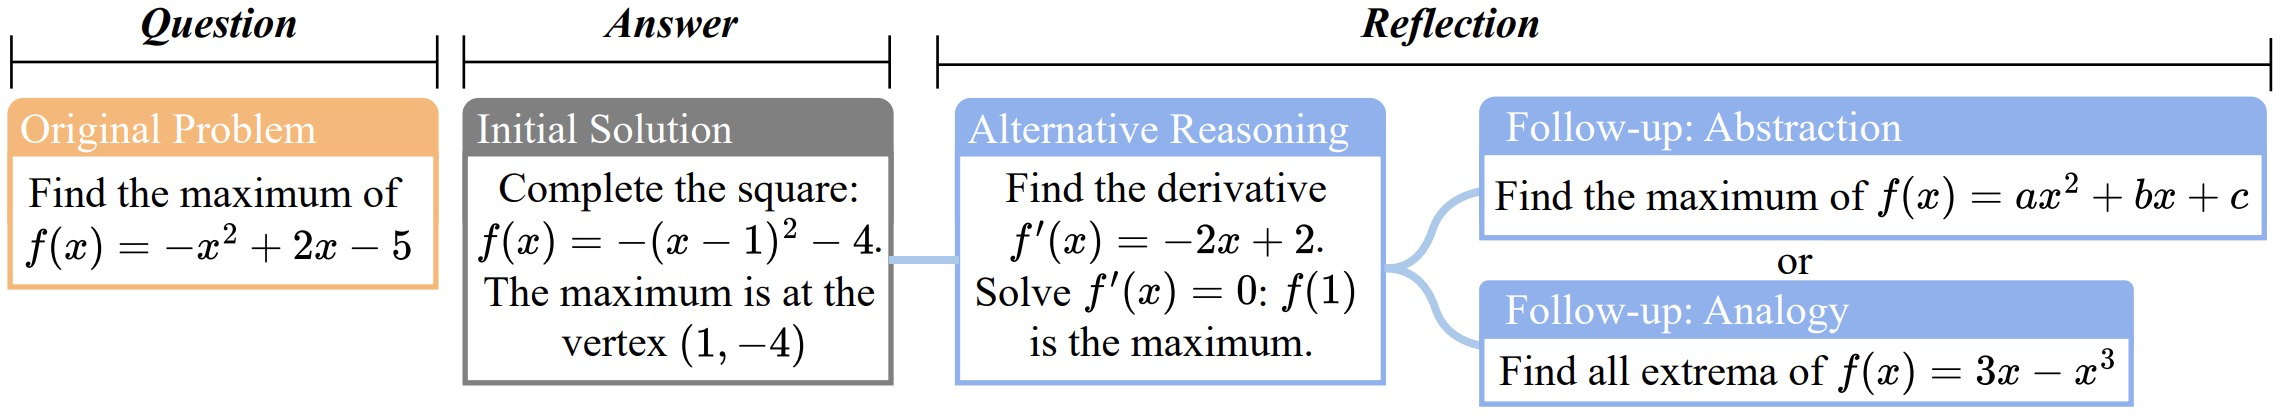 Question
Answer
Reflection
Original Problem
Find the maximum of
f(x) = −x² + 2x − 5
Initial Solution
Complete the square:
f(x) = −(x − 1)² − 4.
The maximum is at the
vertex (1, −4)
Alternative Reasoning
Find the derivative
f′(x) = −2x + 2.
Solve f′(x) = 0: f(1)
is the maximum.
Follow-up: Abstraction
Find the maximum of f(x) = ax² + bx + c
or
Follow-up: Analogy
Find all extrema of f(x) = 3x − x³